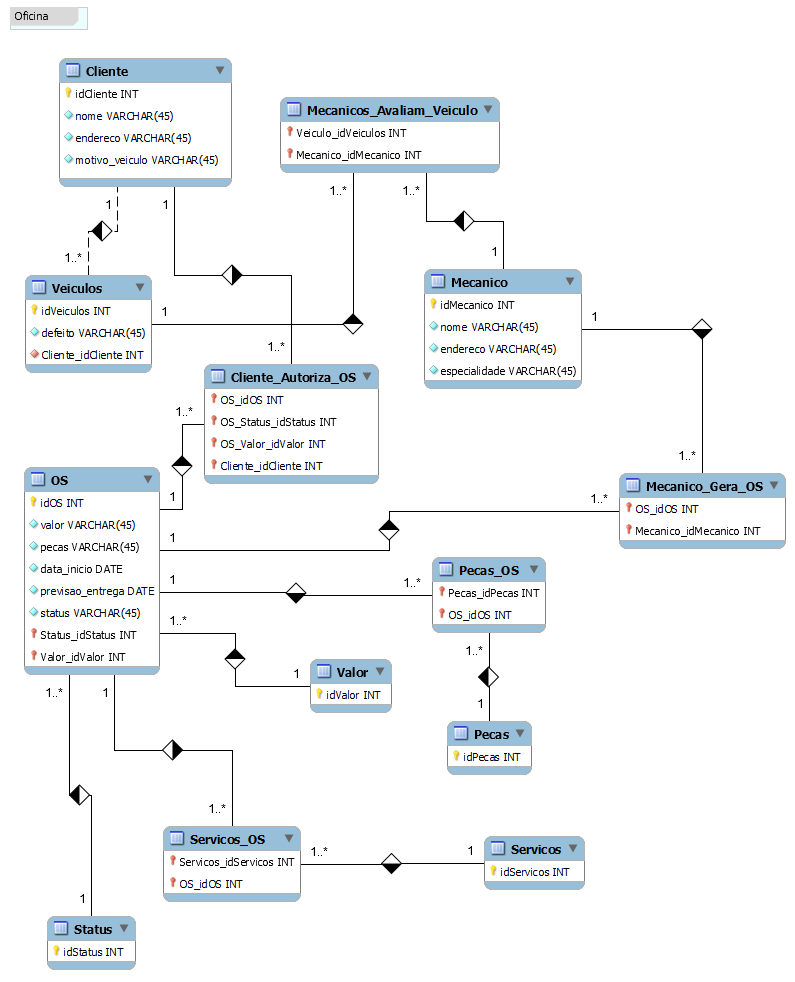 Oficina
Cliente
idCliente INT
nome VARCHAR(45)
endereco VARCHAR(45)
motivo_veiculo VARCHAR(45)
Mecanicos_Avaliam_Veiculo
Veiculo_idVeiculos INT
Mecanico_idMecanico INT
1
1
1..*
1..*
1..*
1
Veiculos
idVeiculos INT
defeito VARCHAR(45)
Cliente_idCliente INT
1
Mecanico
idMecanico INT
nome VARCHAR(45)
endereco VARCHAR(45)
especialidade VARCHAR(45)
1
1..*
Cliente_Autoriza_OS
OS_idOS INT
OS_Status_idStatus INT
OS_Valor_idValor INT
Cliente_idCliente INT
1..*
1
1..*
Mecanico_Gera_OS
OS_idOS INT
Mecanico_idMecanico INT
1..*
OS
idOS INT
valor VARCHAR(45)
pecas VARCHAR(45)
data_inicio DATE
previsao_entrega DATE
status VARCHAR(45)
Status_idStatus INT
Valor_idValor INT
1
1
1..*
Pecas_OS
Pecas_idPecas INT
OS_idOS INT
1..*
1
1..*
1
Valor
idValor INT
Pecas
idPecas INT
1..*
1
1..*
Servicos_OS
Servicos_idServicos INT
OS_idOS INT
1..*
1
Servicos
idServicos INT
1
Status
idStatus INT